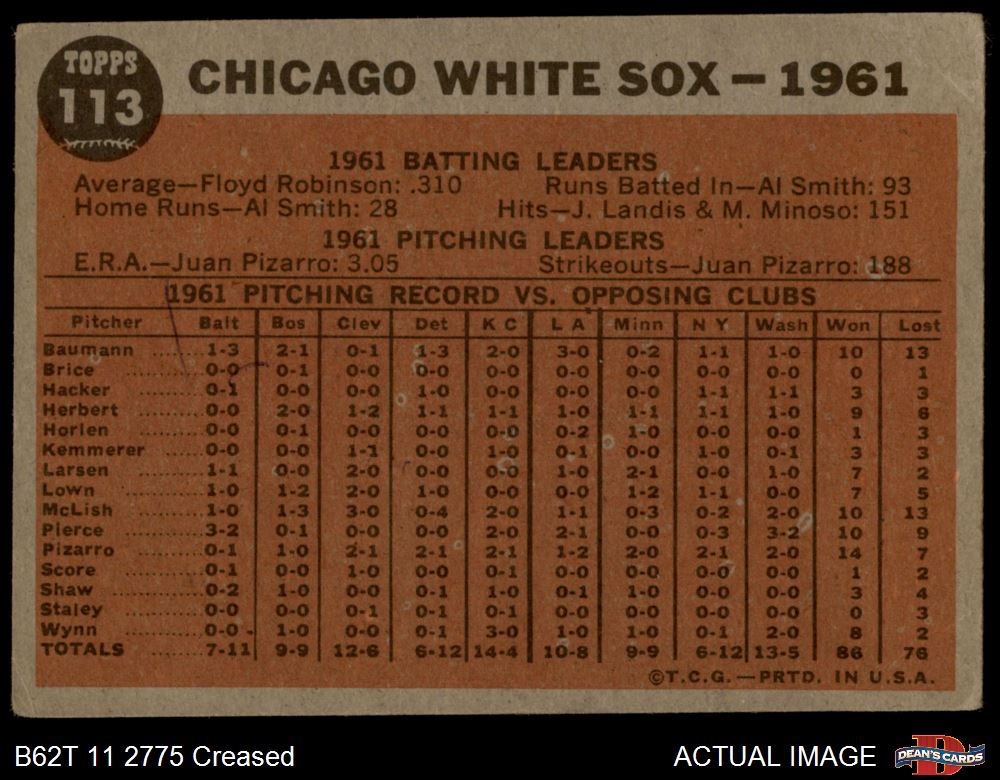 TOPPS
113
CHICAGO WHITE SOX — 1961
1961 BATTING LEADERS
Average—Floyd Robinson: .310 Runs Batted In—Al Smith: 93
Home Runs—Al Smith: 28 Hits—J. Landis & M. Minoso: 151
1961 PITCHING LEADERS
E.R.A.—Juan Pizarro: 3.05 Strikeouts—Juan Pizarro: 188
1961 PITCHING RECORD VS. OPPOSING CLUBS
Pitcher Balt Bos Clev Det K C L A Minn N Y Wash Won Lost
Baumann ...... 1-3 2-1 0-1 1-3 2-0 3-0 0-2 1-1 1-0 10 13
Brice .......... 0-0 0-1 0-0 0-0 0-0 0-0 0-0 0-0 0-0 0 1
Hacker ........ 0-1 0-0 0-0 1-0 0-0 0-0 0-0 1-1 1-1 3 3
Herbert ........ 0-0 2-0 1-2 1-1 1-1 1-0 1-1 1-1 1-0 9 6
Horlen ........ 0-0 0-1 0-0 0-0 0-0 0-2 1-0 0-0 0-0 1 3
Kemmerer .... 0-0 0-0 1-1 0-0 1-0 0-1 0-0 1-0 0-1 3 3
Larsen ........ 1-1 0-0 2-0 0-0 1-0 0-0 2-1 0-0 1-0 7 2
Lown .......... 1-0 1-2 2-0 1-0 0-0 0-0 1-2 1-1 0-0 7 5
McLish ........ 1-0 1-3 3-0 0-4 2-0 1-1 0-3 0-2 2-0 10 13
Pierce ........ 3-2 0-1 0-0 0-0 2-0 2-1 0-0 0-3 3-2 10 9
Pizarro ........ 0-1 1-0 2-1 2-1 2-1 1-2 2-0 2-1 2-0 14 7
Score .......... 0-1 0-0 1-0 0-0 0-1 0-0 0-0 0-0 0-0 1 2
Shaw .......... 0-2 1-0 0-0 0-1 1-0 0-1 1-0 0-0 0-0 3 4
Staley ........ 0-0 0-0 0-1 0-1 0-1 0-0 0-0 0-0 0-0 0 3
Wynn .......... 0-0 1-0 0-0 0-1 3-0 1-0 1-0 0-1 2-0 8 2
TOTALS ........ 7-11 9-9 12-6 6-12 14-4 10-8 9-9 6-12 13-5 86 76
©T.C.G.—PRTD. IN U.S.A.
B62T 11 2775 Creased ACTUAL IMAGE DEAN'S CARDS